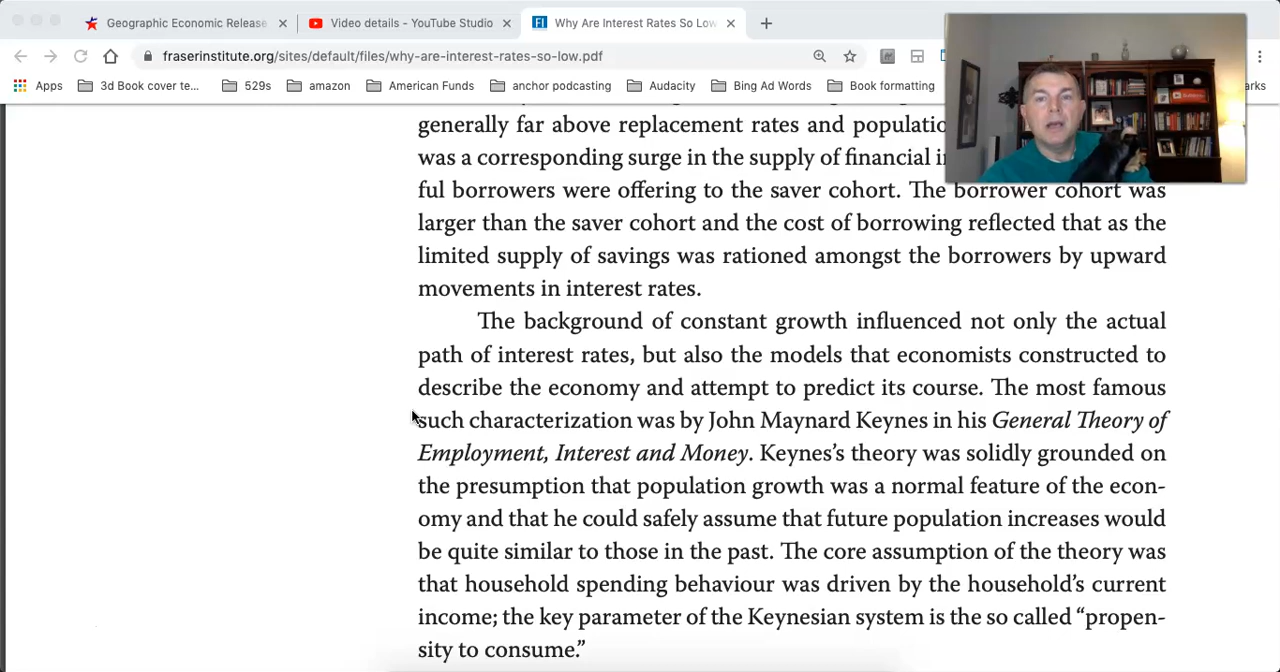 Geographic Economic Release
Video details - YouTube Studio
FI
Why Are Interest Rates So Low
fraserinstitute.org/sites/default/files/why-are-interest-rates-so-low.pdf
Apps
3d Book cover te...
529s
amazon
American Funds
anchor podcasting
Audacity
Bing Ad Words
Book formatting
arks
generally far above replacement rates and populatio
was a corresponding surge in the supply of financial in
ful borrowers were offering to the saver cohort. The borrower cohort was
larger than the saver cohort and the cost of borrowing reflected that as the
limited supply of savings was rationed amongst the borrowers by upward
movements in interest rates.
The background of constant growth influenced not only the actual
path of interest rates, but also the models that economists constructed to
describe the economy and attempt to predict its course. The most famous
such characterization was by John Maynard Keynes in his General Theory of
Employment, Interest and Money. Keynes’s theory was solidly grounded on
the presumption that population growth was a normal feature of the econ-
omy and that he could safely assume that future population increases would
be quite similar to those in the past. The core assumption of the theory was
that household spending behaviour was driven by the household’s current
income; the key parameter of the Keynesian system is the so called “propen-
sity to consume.”